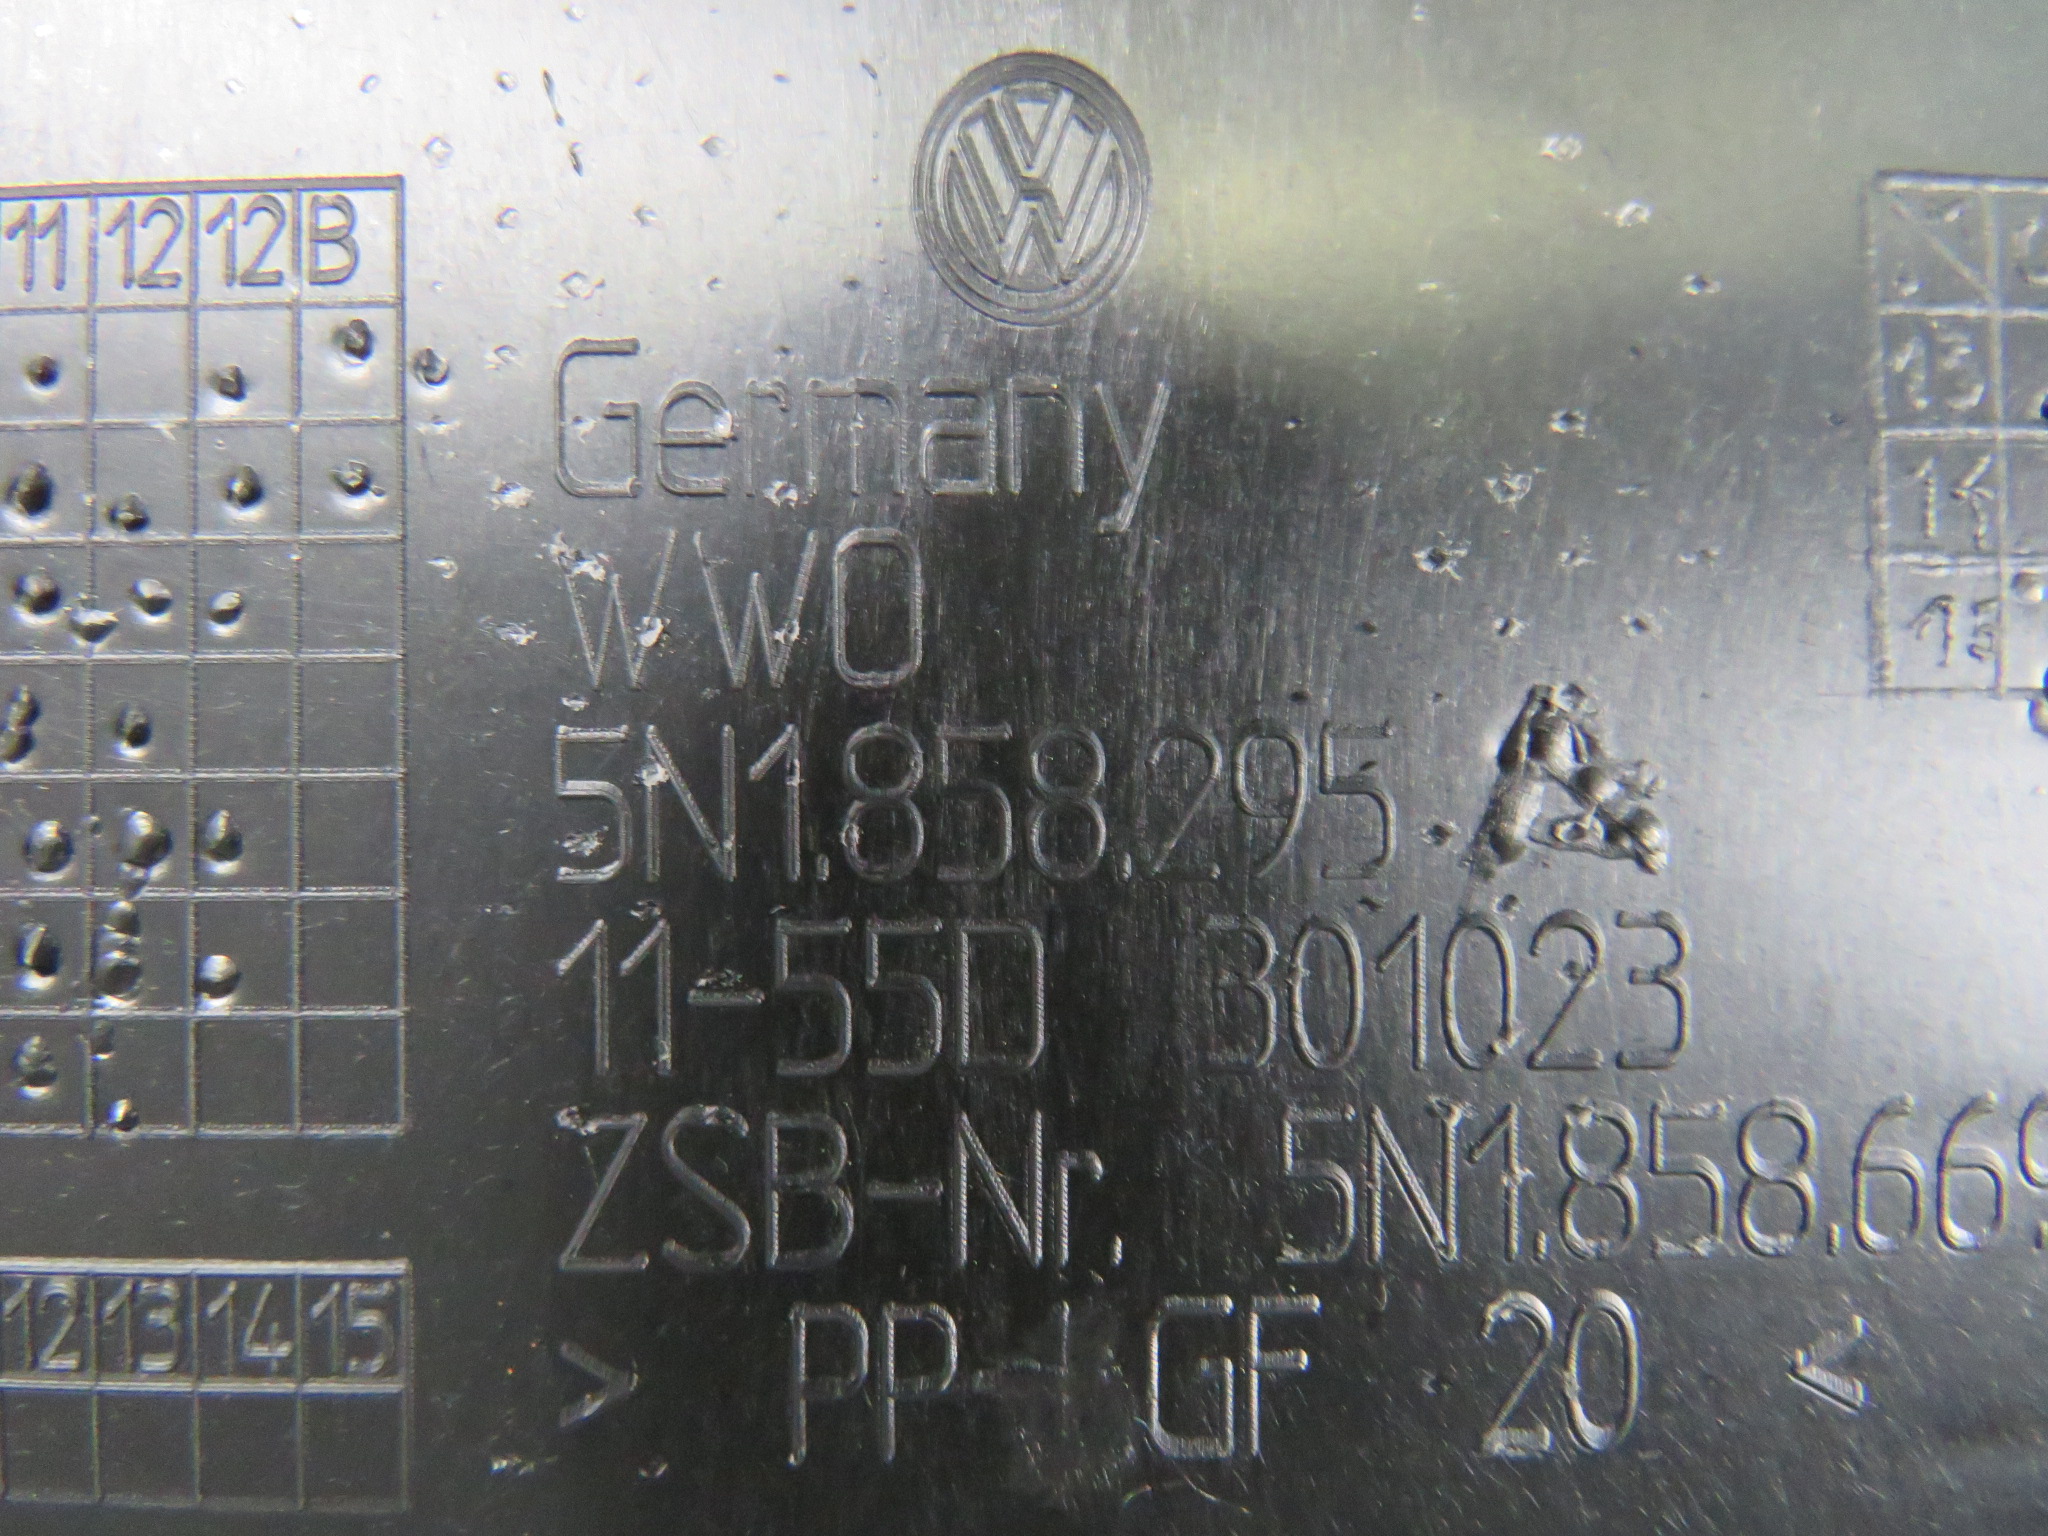 11 12 12 B
Germany
WWO
5N1.858.295 A
11-55D 301023
ZSB-Nr. 5N1.858.669
12 13 14 15
> PP-GF 20 <
13